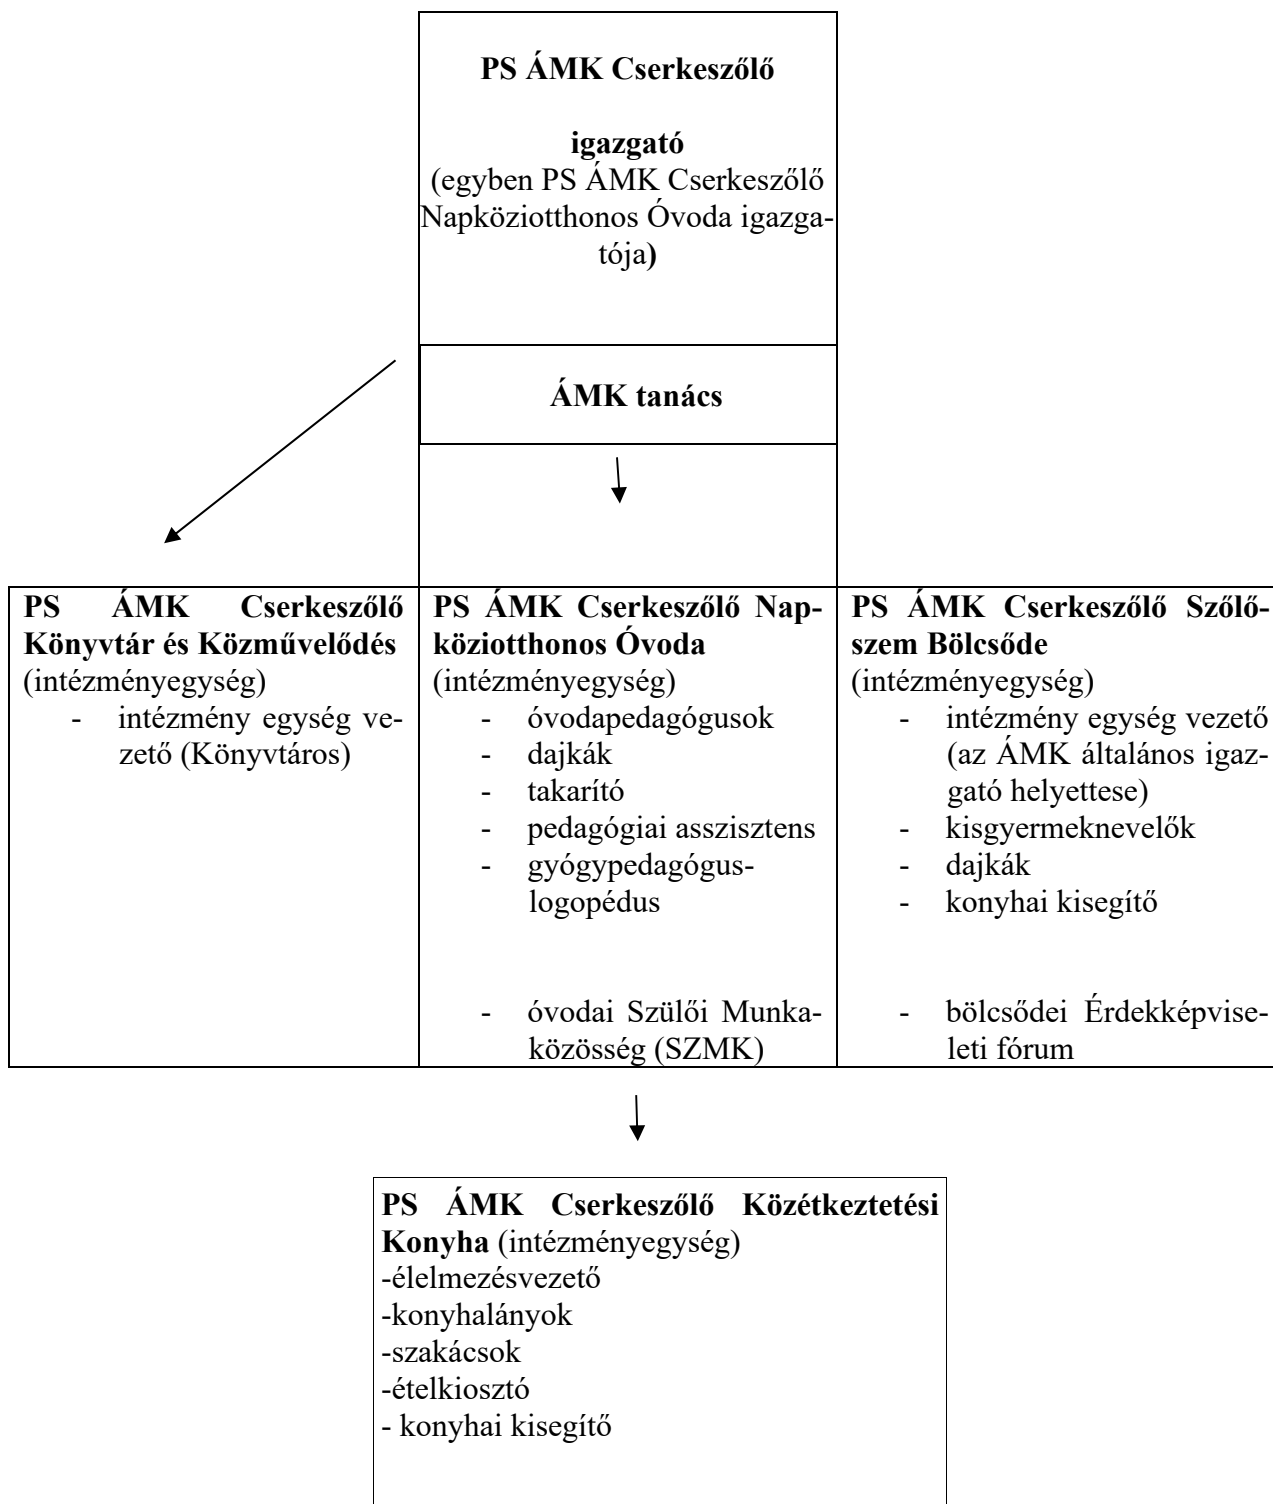 PS ÁMK Cserkeszőlő
igazgató
(egyben PS ÁMK Cserkeszőlő
Napköziotthonos Óvoda igazga-
tója)
ÁMK tanács
PS ÁMK Cserkeszőlő
Könyvtár és Közművelődés
(intézményegység)
- intézmény egység ve-
zető (Könyvtáros)
PS ÁMK Cserkeszőlő Nap-
köziotthonos Óvoda
(intézményegység)
- óvodapedagógusok
- dajkák
- takarító
- pedagógiai asszisztens
- gyógypedagógus-
logopédus
- óvodai Szülői Munka-
közösség (SZMK)
PS ÁMK Cserkeszőlő Szőlő-
szem Bölcsőde
(intézményegység)
- intézmény egység vezető
(az ÁMK általános igaz-
gató helyettese)
- kisgyermeknevelők
- dajkák
- konyhai kisegítő
- bölcsődei Érdekképvise-
leti fórum
PS ÁMK Cserkeszőlő Közétkeztetési
Konyha (intézményegység)
-élelmezésvezető
-konyhalányok
-szakácsok
-ételkiosztó
- konyhai kisegítő